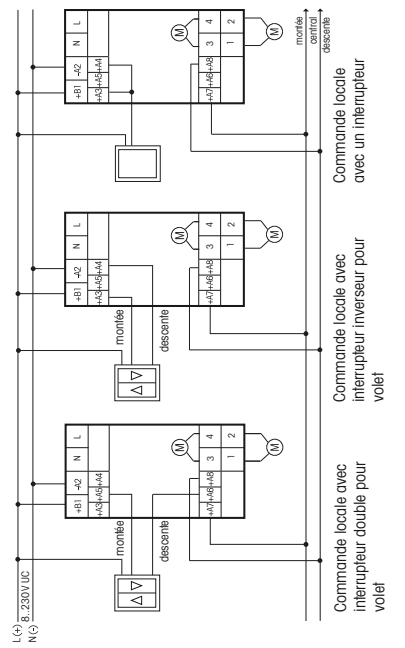 L(+)
8..230V UC
N(-)
+B1 -A2 N L
+A3+A5+A4
montée
descente
M
3 4
+A7+A6+A8 1 2
M
Commande locale avec
interrupteur double pour
volet
+B1 -A2 N L
+A3+A5+A4
montée
descente
M
3 4
+A7+A6+A8 1 2
M
Commande locale avec
interrupteur inverseur pour
volet
+B1 -A2 N L
+A3+A5+A4
M
3 4
+A7+A6+A8 1 2
M
montée
central
descente
Commande locale
avec un interrupteur